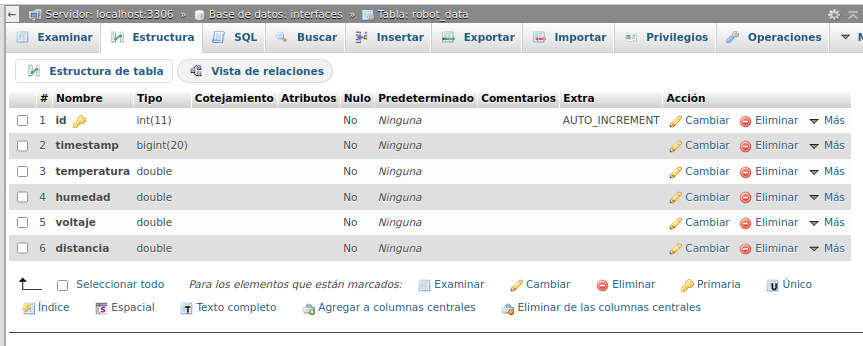 ← Servidor: localhost:3306 » Base de datos: interfaces » Tabla: robot_data
Examinar Estructura SQL Buscar Insertar Exportar Importar Privilegios Operaciones
Estructura de tabla Vista de relaciones
# Nombre Tipo Cotejamiento Atributos Nulo Predeterminado Comentarios Extra Acción
1 id int(11) No Ninguna AUTO_INCREMENT Cambiar Eliminar Más
2 timestamp bigint(20) No Ninguna Cambiar Eliminar Más
3 temperatura double No Ninguna Cambiar Eliminar Más
4 humedad double No Ninguna Cambiar Eliminar Más
5 voltaje double No Ninguna Cambiar Eliminar Más
6 distancia double No Ninguna Cambiar Eliminar Más
Seleccionar todo Para los elementos que están marcados: Examinar Cambiar Eliminar Primaria Único
Índice Espacial Texto completo Agregar a columnas centrales Eliminar de las columnas centrales